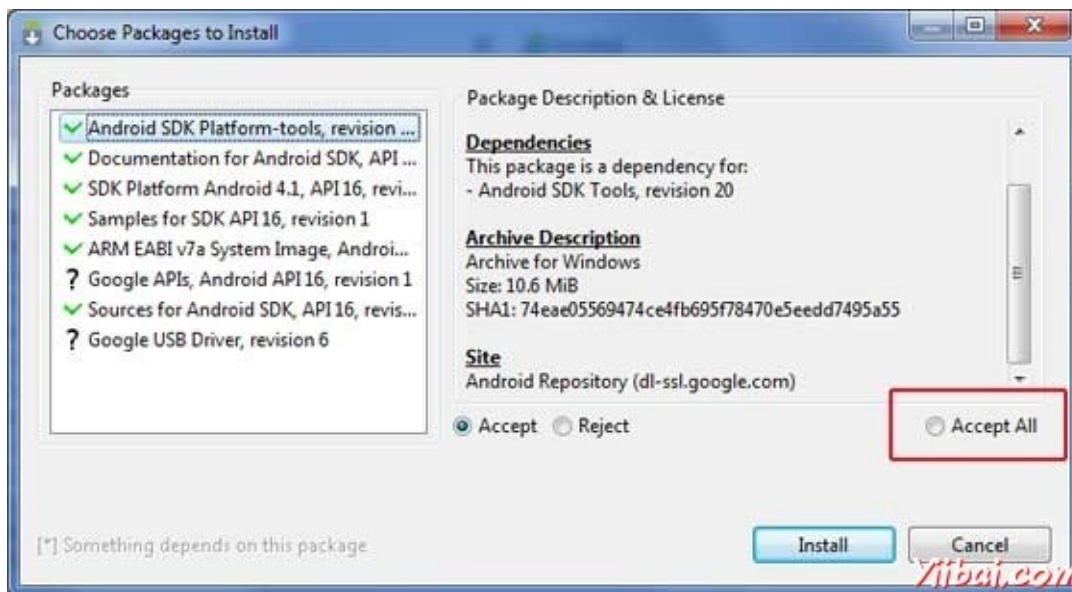 Choose Packages to Install
Packages
Android SDK Platform-tools, revision ...
Documentation for Android SDK, API ...
SDK Platform Android 4.1, API 16, revi...
Samples for SDK API 16, revision 1
ARM EABI v7a System Image, Androi...
? Google APIs, Android API 16, revision 1
Sources for Android SDK, API 16, revis...
? Google USB Driver, revision 6
Package Description & License
Dependencies
This package is a dependency for:
- Android SDK Tools, revision 20
Archive Description
Archive for Windows
Size: 10.6 MiB
SHA1: 74eae05569474ce4fb695f78470e5eedd7495a55
Site
Android Repository (dl-ssl.google.com)
Accept Reject Accept All
[*] Something depends on this package
Install Cancel
Yiibai.com